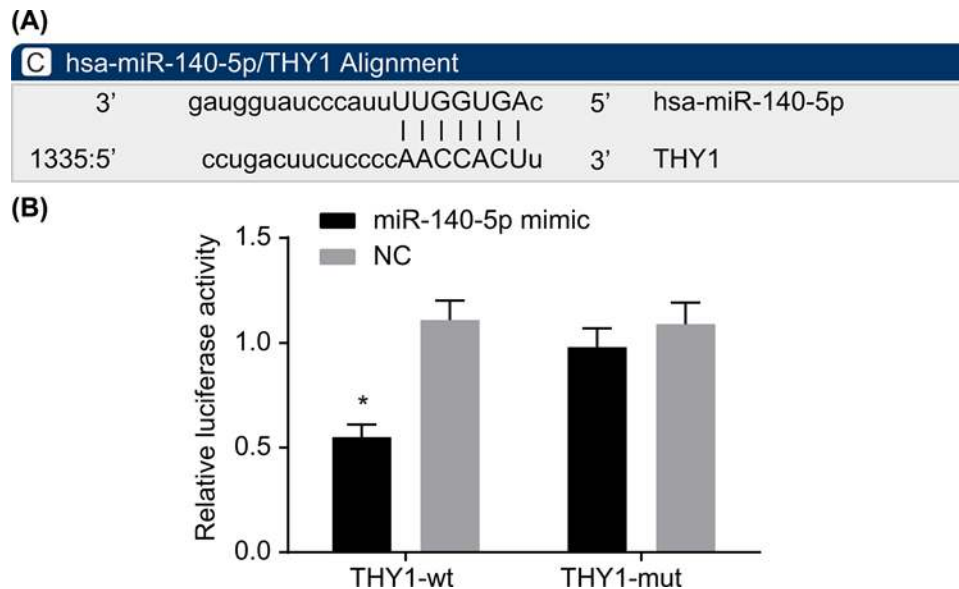 (A)
C hsa-miR-140-5p/THY1 Alignment
3’ gaugguaucccauuUUGGUGAc 5’ hsa-miR-140-5p
| | | | | | |
1335:5’ ccugacuucuccccAACCACUu 3’ THY1
(B)
miR-140-5p mimic
NC
Relative luciferase activity
1.5
1.0
0.5
0.0
*
THY1-wt THY1-mut